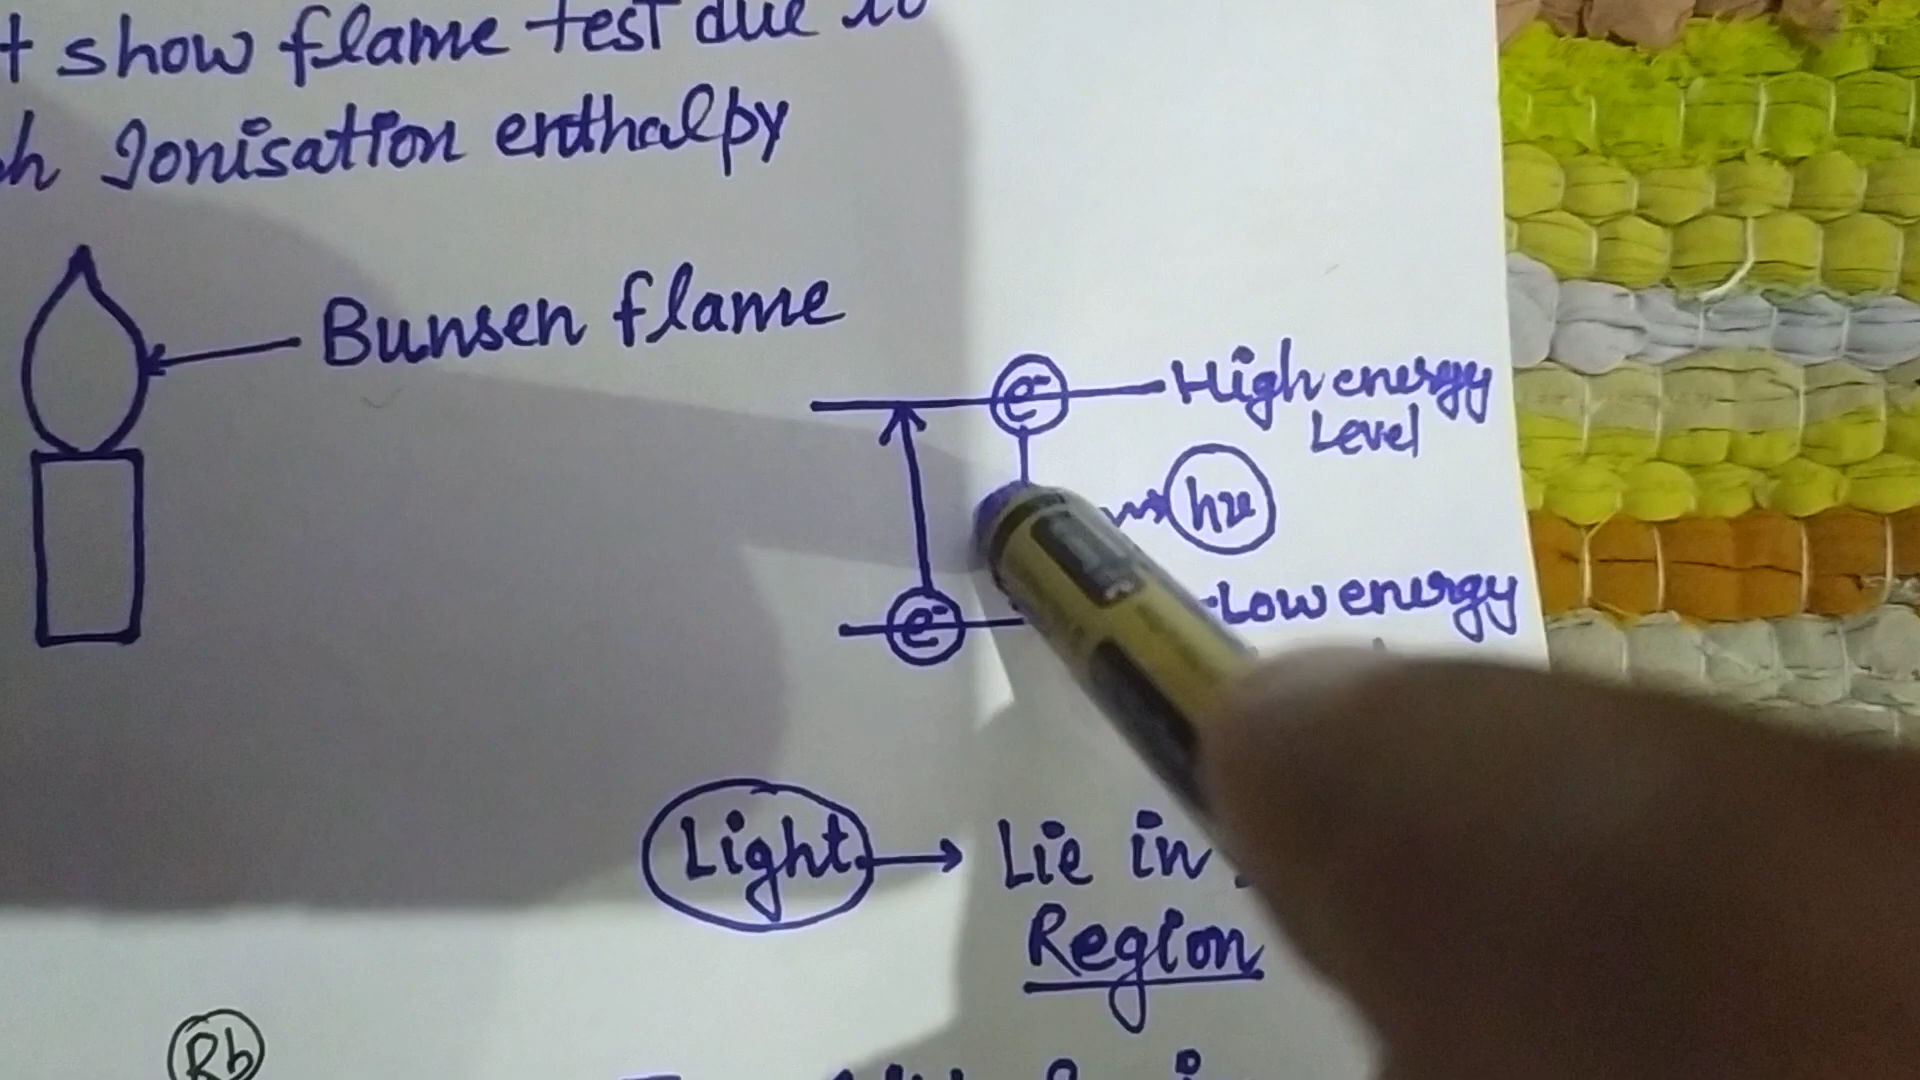 show flame test due to
Ionisation enthalpy
Bunsen flame
e⁻
High energy
Level
hν
e⁻
Low energy
Light → Lie in
Region
Rb